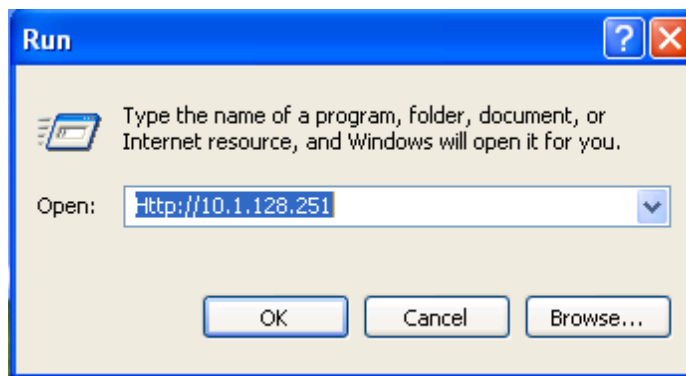 Run
Type the name of a program, folder, document, or
Internet resource, and Windows will open it for you.
Open: Http://10.1.128.251
OK Cancel Browse...